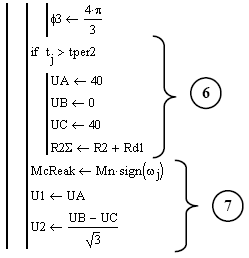 ϕ3 ← 4·π / 3
if t_j > tper2
UA ← 40
UB ← 0
UC ← 40
R2Σ ← R2 + Rd1
6
McReak ← Mn·sign(ω_j)
U1 ← UA
U2 ← UB − UC / √3
7